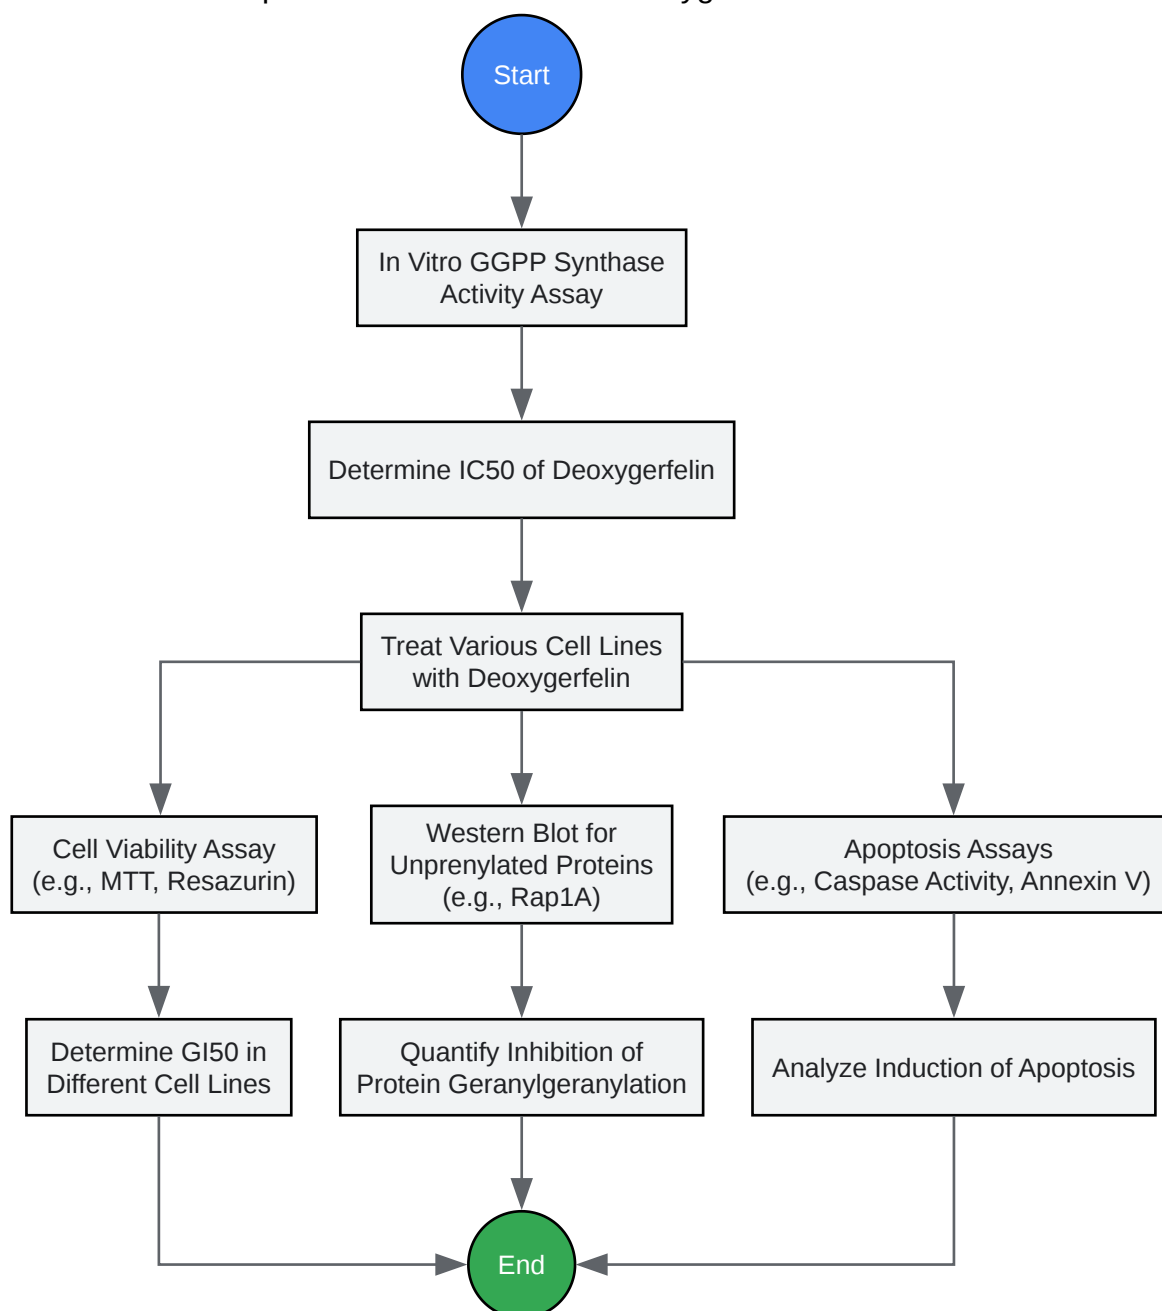 Start
In Vitro GGPP Synthase
Activity Assay
Determine IC50 of Deoxygerfelin
Treat Various Cell Lines
with Deoxygerfelin
Cell Viability Assay
(e.g., MTT, Resazurin)
Western Blot for
Unprenylated Proteins
(e.g., Rap1A)
Apoptosis Assays
(e.g., Caspase Activity, Annexin V)
Determine GI50 in
Different Cell Lines
Quantify Inhibition of
Protein Geranylgeranylation
Analyze Induction of Apoptosis
End